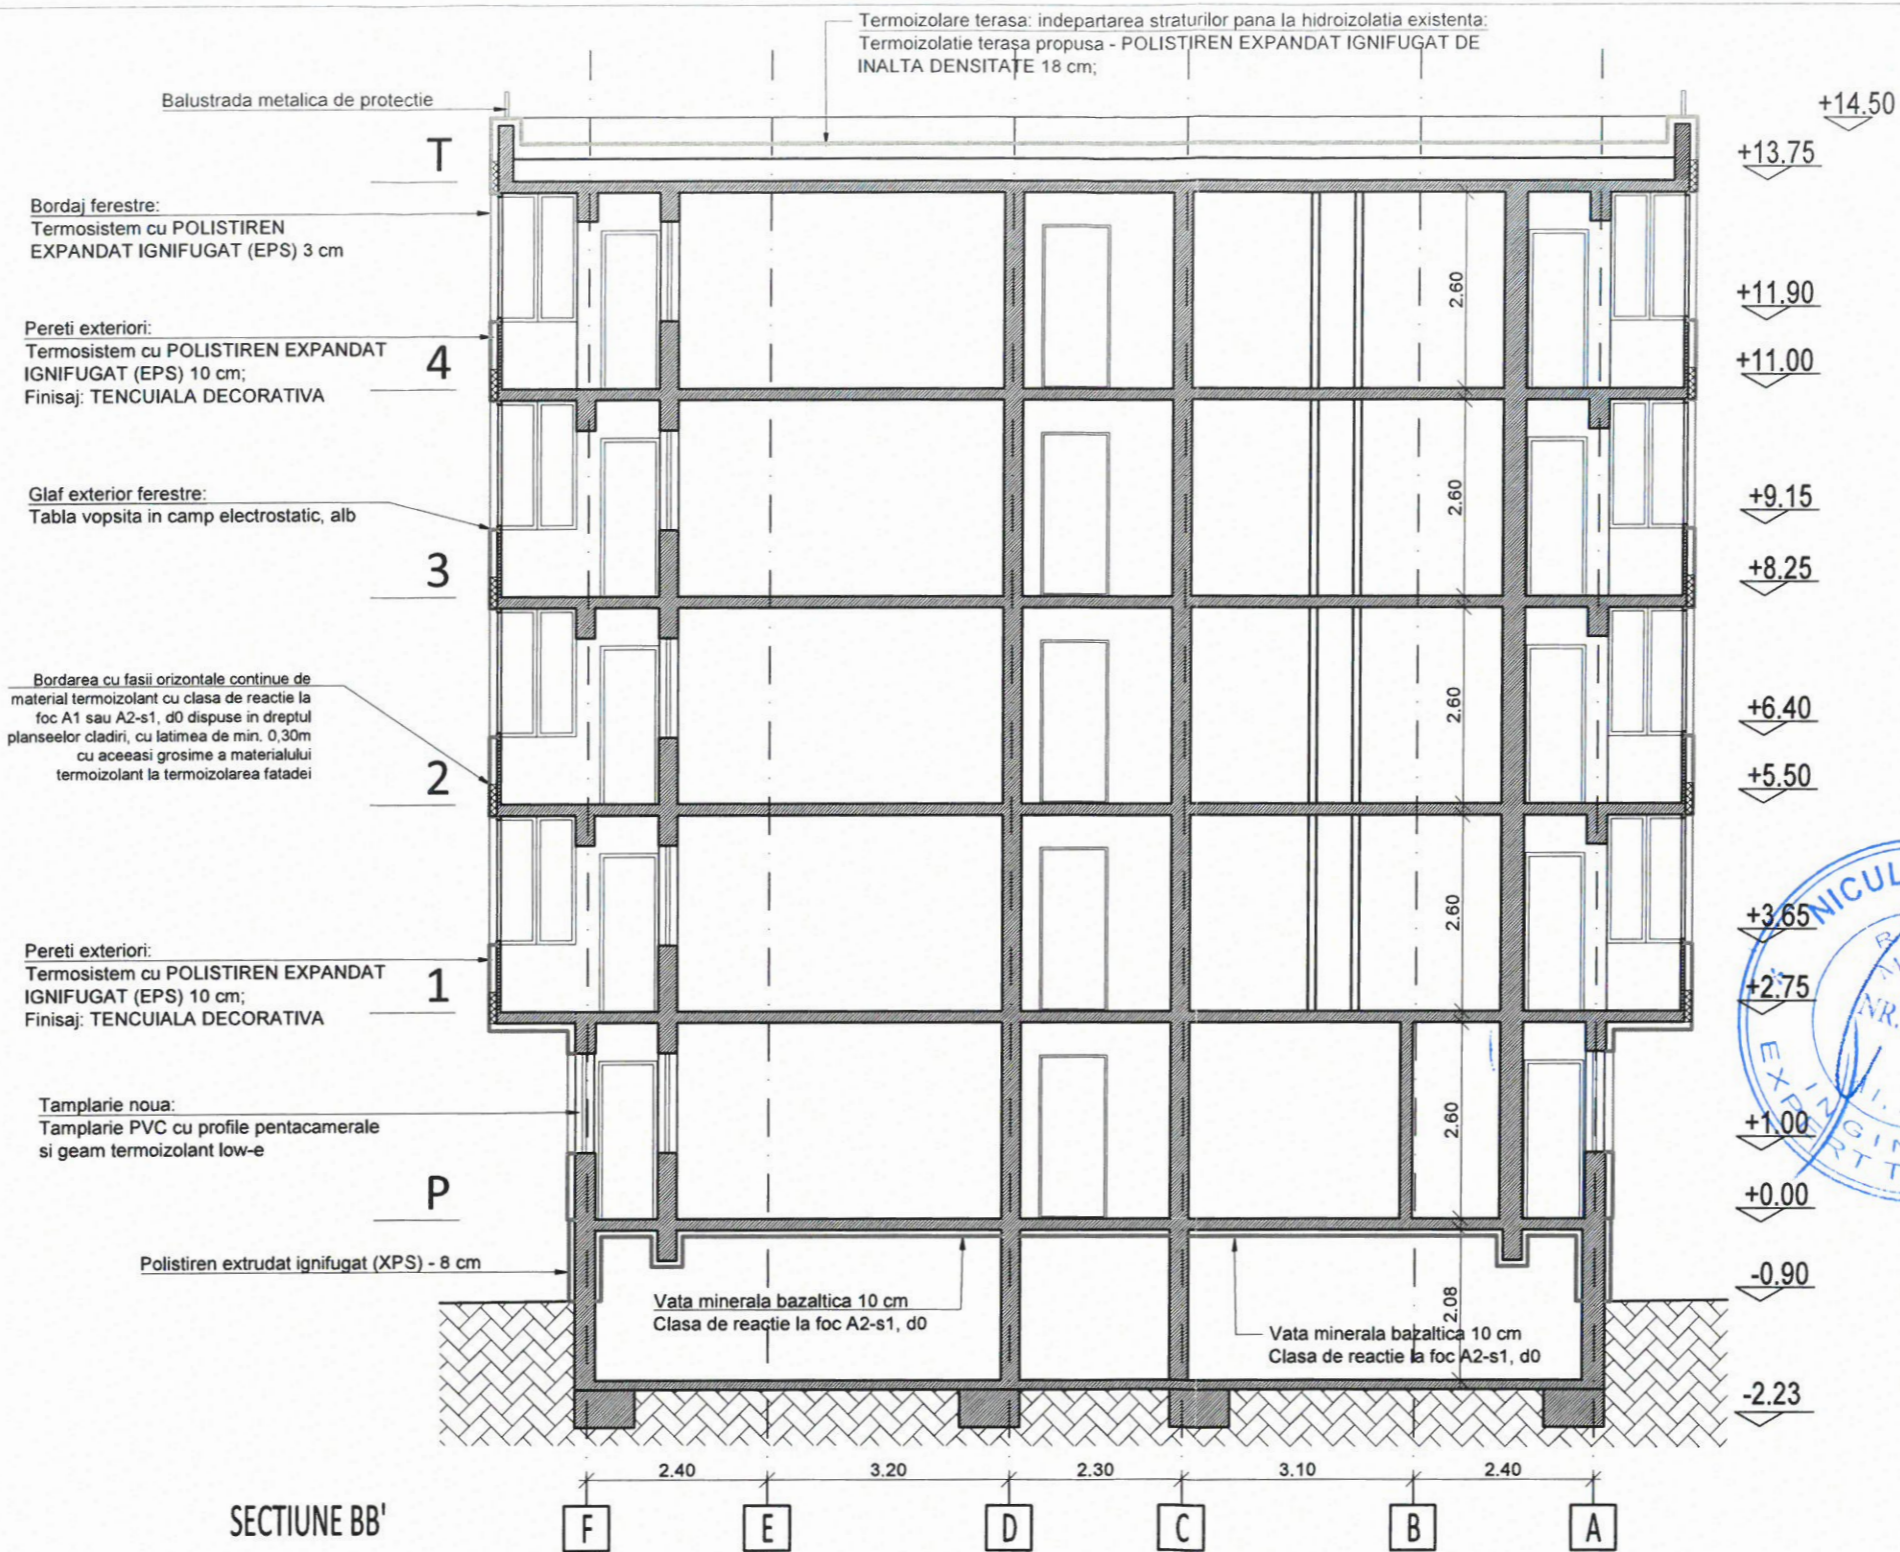 Termoizolare terasa: indepartarea straturilor pana la hidroizolatia existenta;
Termoizolatie terasa propusa - POLISTIREN EXPANDAT IGNIFUGAT DE
INALTA DENSITATE 18 cm;
Balustrada metalica de protectie
+14.50
T
+13.75
Bordaj ferestre:
Termosistem cu POLISTIREN
EXPANDAT IGNIFUGAT (EPS) 3 cm
2.60
+11.90
Pereti exteriori:
Termosistem cu POLISTIREN EXPANDAT
IGNIFUGAT (EPS) 10 cm;
Finisaj: TENCUIALA DECORATIVA
4
+11.00
Glaf exterior ferestre:
Tabla vopsita in camp electrostatic, alb
2.60
+9.15
3
+8.25
Bordarea cu fasii orizontale continue de
material termoizolant cu clasa de reactie la
foc A1 sau A2-s1, d0 dispuse in dreptul
planseelor cladiri, cu latimea de min. 0,30m
cu aceeasi grosime a materialului
termoizolant la termoizolarea fatadei
2.60
+6.40
2
+5.50
2.60
+3.65
Pereti exteriori:
Termosistem cu POLISTIREN EXPANDAT
IGNIFUGAT (EPS) 10 cm;
Finisaj: TENCUIALA DECORATIVA
1
+2.75
NICUL
NR.
Tamplarie noua:
Tamplarie PVC cu profile pentacamerale
si geam termoizolant low-e
2.60
+1.00
P
+0.00
EXPERT T
INGIN
Polistiren extrudat ignifugat (XPS) - 8 cm
-0.90
Vata minerala bazaltica 10 cm
Clasa de reactie la foc A2-s1, d0
2.08
Vata minerala bazaltica 10 cm
Clasa de reactie la foc A2-s1, d0
-2.23
2.40 3.20 2.30 3.10 2.40
SECTIUNE BB'
F E D C B A